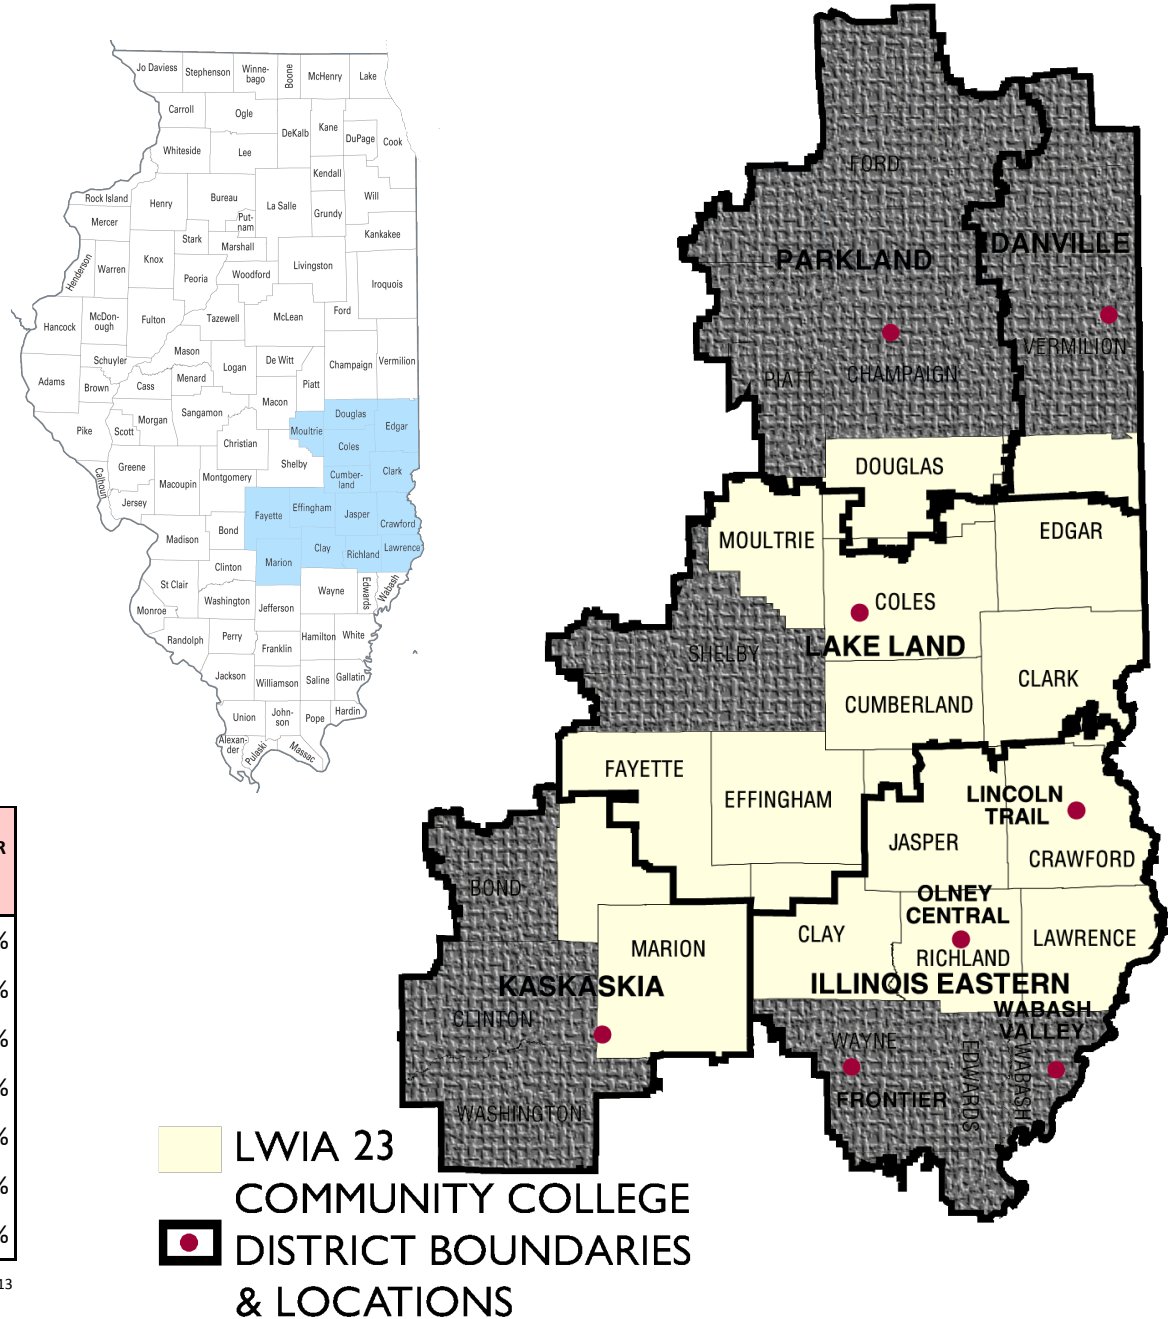 Jo Daviess
Stephenson
Winne-
bago
Boone
McHenry
Lake
Carroll
Ogle
DeKalb
Kane
DuPage
Cook
Whiteside
Lee
Kendall
Will
Rock Island
Henry
Bureau
La Salle
Grundy
Mercer
Put-
nam
Kankakee
Stark
Marshall
Henderson
Warren
Knox
Peoria
Woodford
Livingston
Iroquois
Hancock
McDon-
ough
Fulton
Tazewell
McLean
Ford
Schuyler
Mason
Logan
De Witt
Champaign
Vermilion
Adams
Brown
Cass
Menard
Piatt
Macon
Pike
Scott
Morgan
Sangamon
Christian
Moultrie
Douglas
Edgar
Coles
Shelby
Calhoun
Greene
Macoupin
Montgomery
Cumber-
land
Clark
Jersey
Fayette
Effingham
Jasper
Crawford
Madison
Bond
Clay
Richland
Lawrence
Clinton
Marion
St Clair
Monroe
Washington
Jefferson
Wayne
Edwards
Wabash
Randolph
Perry
Franklin
Hamilton
White
Jackson
Williamson
Saline
Gallatin
Union
John-
son
Pope
Hardin
Alexan-
der
Pulaski
Massac
FORD
PARKLAND
DANVILLE
VERMILION
PIATT
CHAMPAIGN
DOUGLAS
MOULTRIE
EDGAR
COLES
LAKE LAND
SHELBY
CLARK
CUMBERLAND
FAYETTE
EFFINGHAM
LINCOLN
TRAIL
JASPER
CRAWFORD
BOND
OLNEY
CENTRAL
MARION
CLAY
RICHLAND
LAWRENCE
KASKASKIA
ILLINOIS EASTERN
WABASH
VALLEY
CLINTON
WAYNE
EDWARDS
WABASH
FRONTIER
WASHINGTON
R
%
%
%
%
%
%
%
13
LWIA 23
COMMUNITY COLLEGE
DISTRICT BOUNDARIES
& LOCATIONS